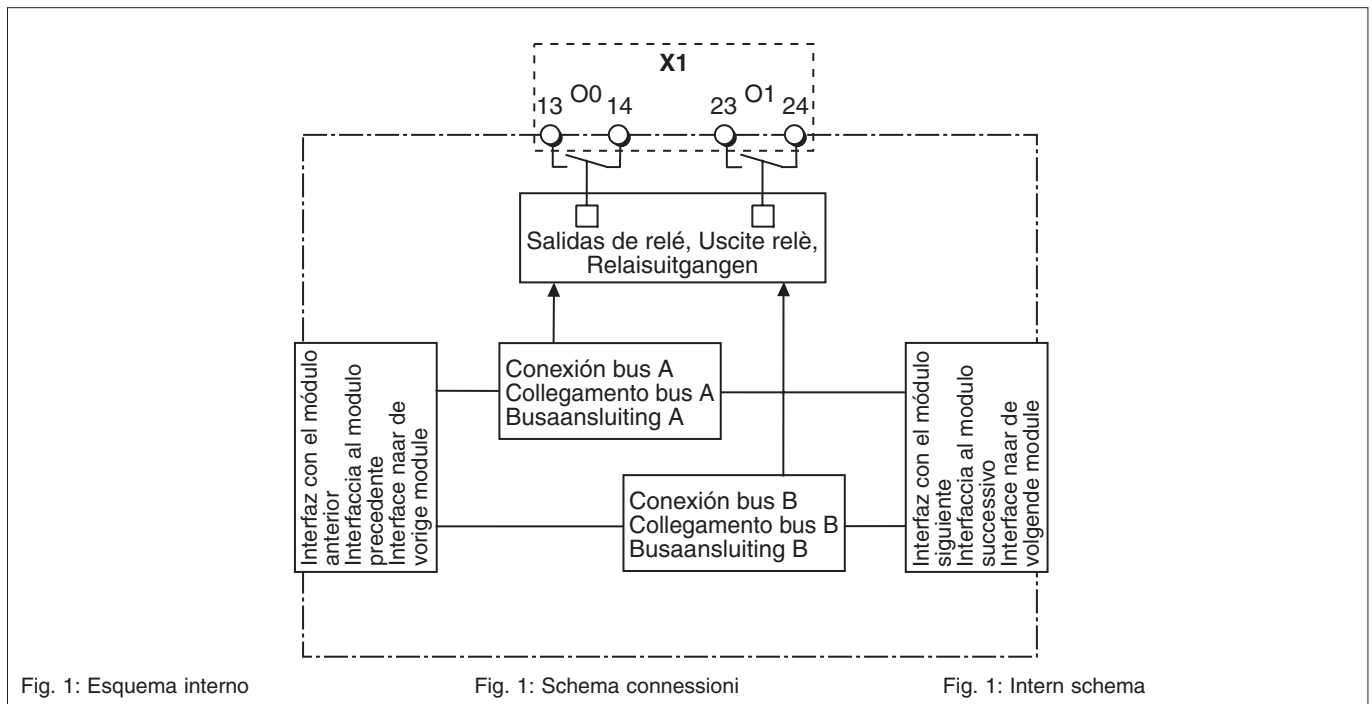 X1
O0 O1
13 14 23 24
Salidas de relé, Uscite relè,
Relaisuitgangen
Interfaz con el módulo
anterior
Interfaccia al modulo
precedente
Interface naar de
vorige module
Conexión bus A
Collegamento bus A
Busaansluiting A
Conexión bus B
Collegamento bus B
Busaansluiting B
Interfaz con el módulo
siguiente
Interfaccia al modulo
successivo
Interface naar de
volgende module
Fig. 1: Esquema interno
Fig. 1: Schema connessioni
Fig. 1: Intern schema